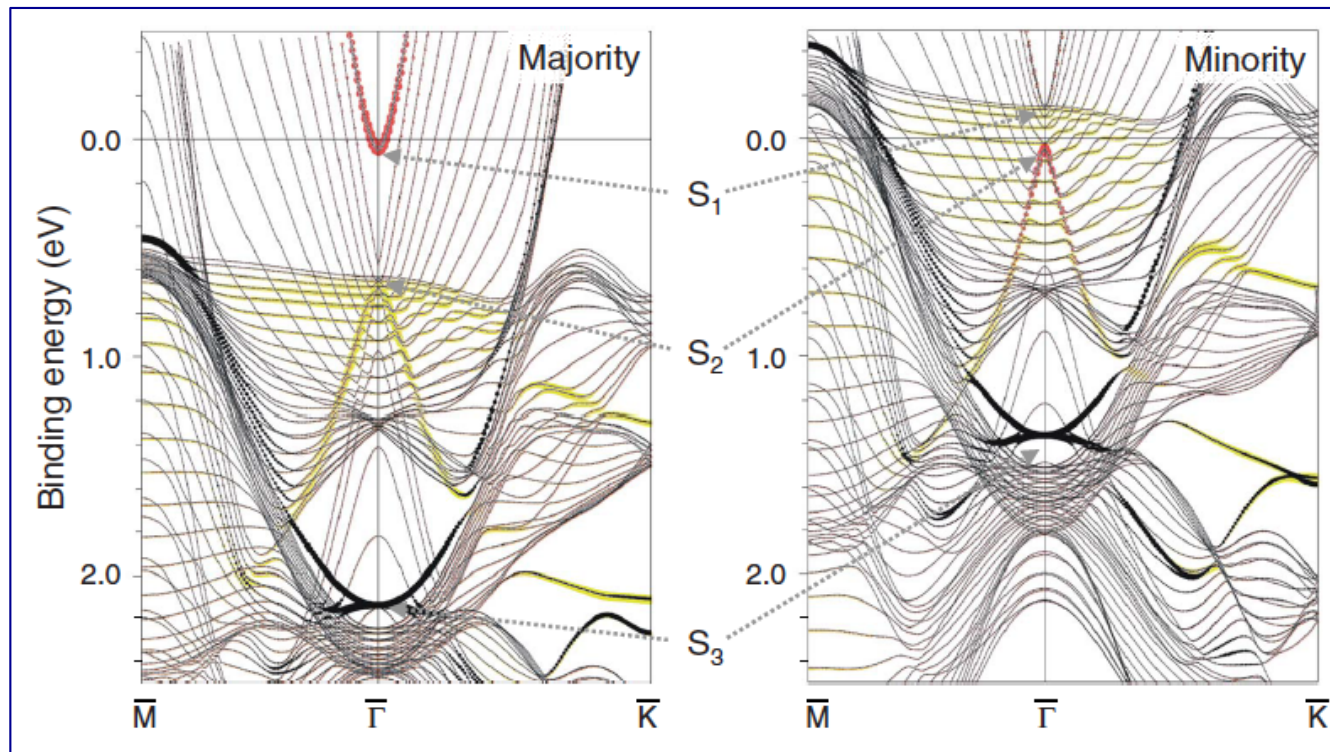 Majority
Minority
0.0
1.0
2.0
Binding energy (eV)
M̅
Γ̅
K̅
S₁
S₂
S₃
0.0
1.0
2.0
M̅
Γ̅
K̅